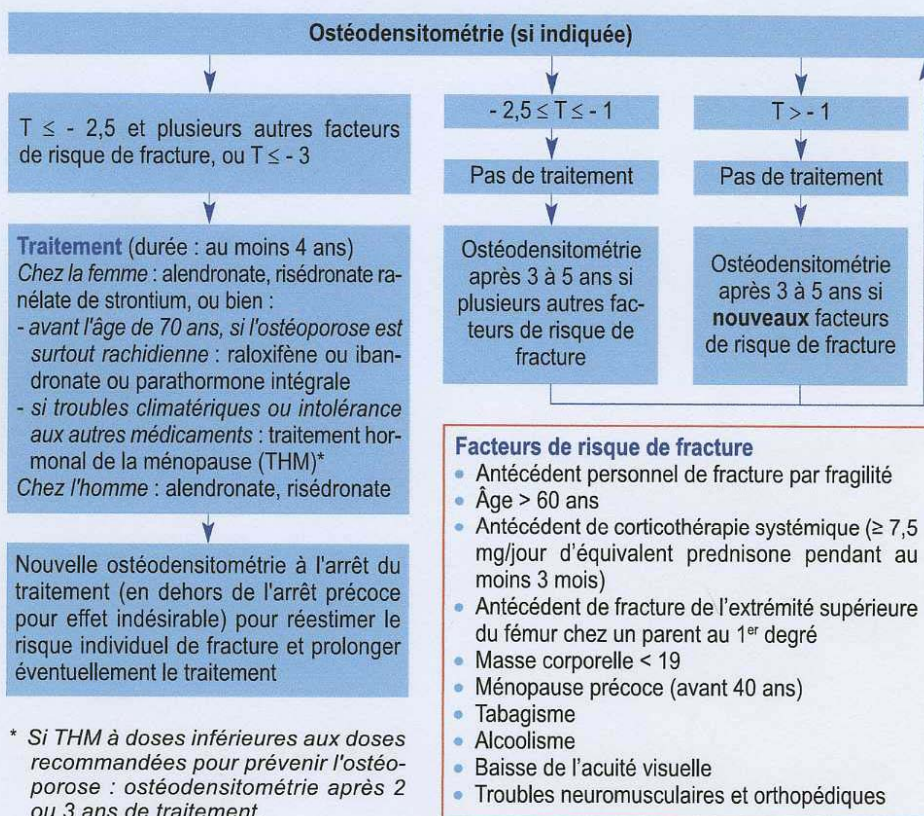 Ostéodensitométrie (si indiquée)
T ≤ - 2,5 et plusieurs autres facteurs
de risque de fracture, ou T ≤ - 3
Traitement (durée : au moins 4 ans)
Chez la femme : alendronate, risédronate ra-
nélate de strontium, ou bien :
- avant l'âge de 70 ans, si l'ostéoporose est
surtout rachidienne : raloxifène ou iban-
dronate ou parathormone intégrale
- si troubles climatériques ou intolérance
aux autres médicaments : traitement hor-
monal de la ménopause (THM)*
Chez l'homme : alendronate, risédronate
Nouvelle ostéodensitométrie à l'arrêt du
traitement (en dehors de l'arrêt précoce
pour effet indésirable) pour réestimer le
risque individuel de fracture et prolonger
éventuellement le traitement
* Si THM à doses inférieures aux doses
recommandées pour prévenir l'ostéo-
porose : ostéodensitométrie après 2
ou 3 ans de traitement
- 2,5 ≤ T ≤ - 1
Pas de traitement
Ostéodensitométrie
après 3 à 5 ans si
plusieurs autres fac-
teurs de risque de
fracture
T > - 1
Pas de traitement
Ostéodensitométrie
après 3 à 5 ans si
nouveaux facteurs
de risque de fracture
Facteurs de risque de fracture
• Antécédent personnel de fracture par fragilité
• Âge > 60 ans
• Antécédent de corticothérapie systémique (≥ 7,5
mg/jour d'équivalent prednisone pendant au
moins 3 mois)
• Antécédent de fracture de l'extrémité supérieure
du fémur chez un parent au 1er degré
• Masse corporelle < 19
• Ménopause précoce (avant 40 ans)
• Tabagisme
• Alcoolisme
• Baisse de l'acuité visuelle
• Troubles neuromusculaires et orthopédiques